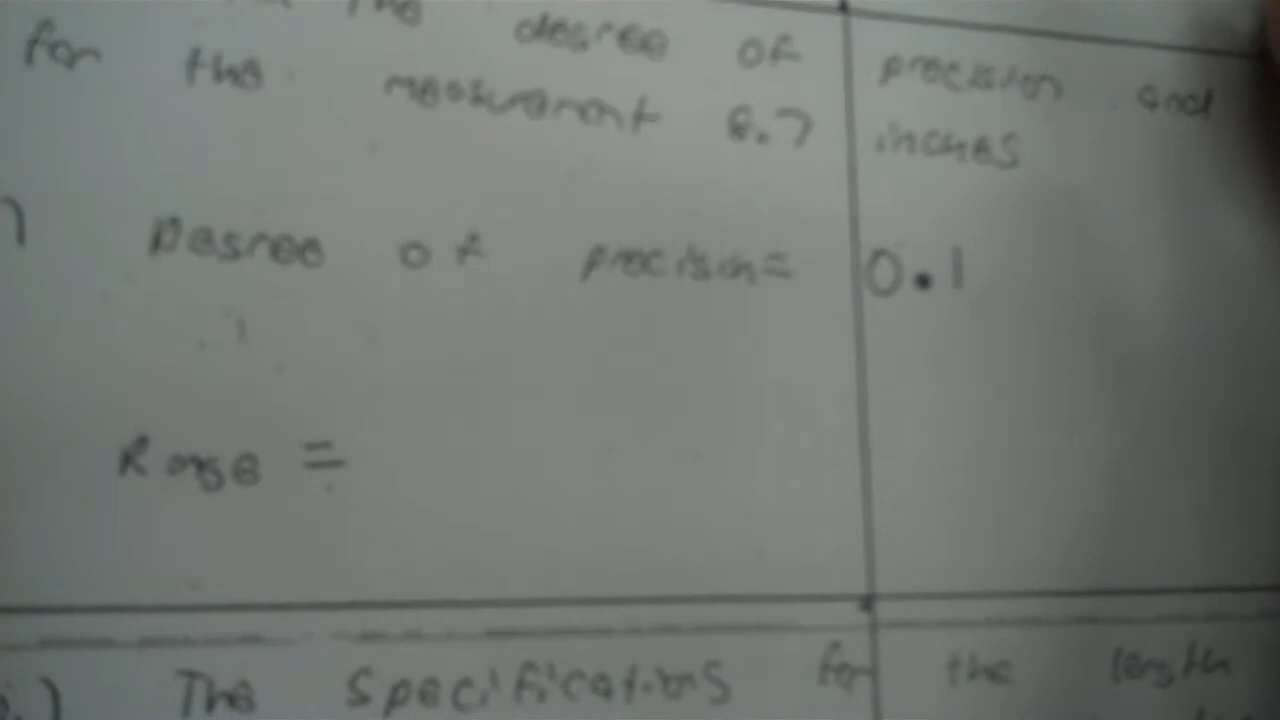 the degree of precision and
for the measurement 6.7 inches
) Degree of precision= 0.1
Range =
.) The Specifications for the length